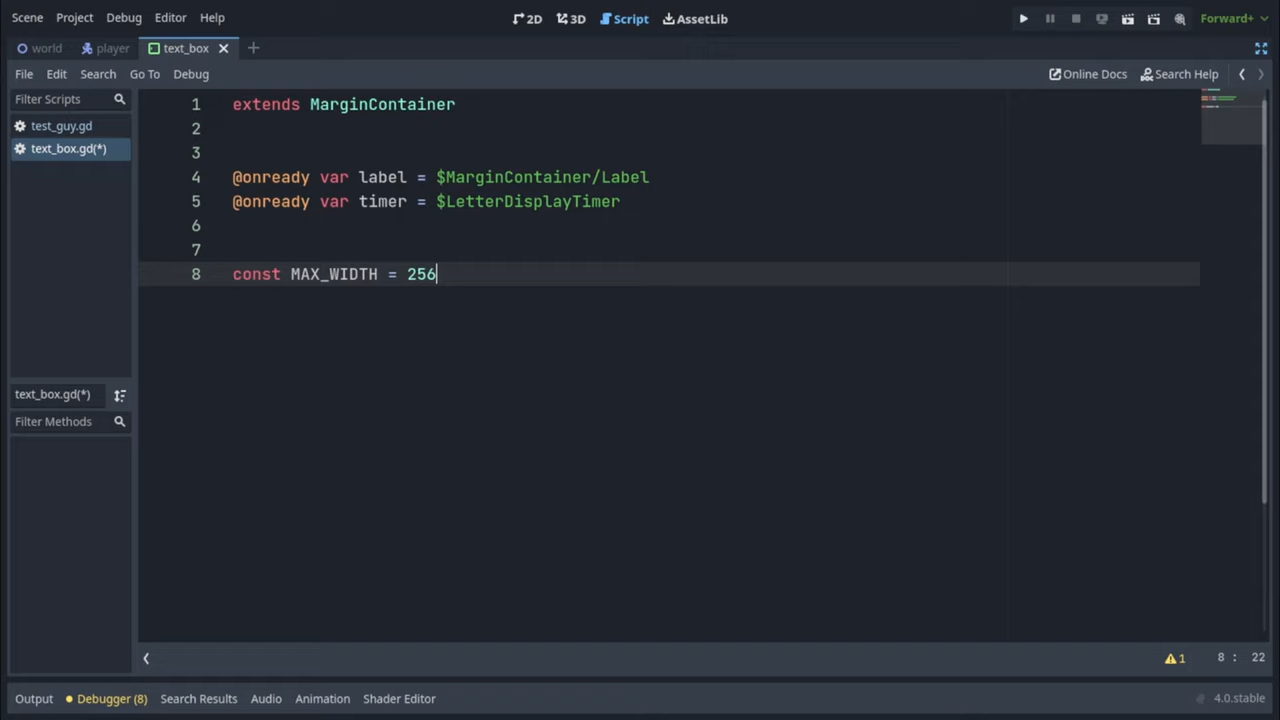 Scene Project Debug Editor Help 2D 3D Script AssetLib Forward+
world player text_box
File Edit Search Go To Debug Online Docs Search Help
Filter Scripts
test_guy.gd
text_box.gd(*)
text_box.gd(*)
Filter Methods
1 extends MarginContainer
2
3
4 @onready var label = $MarginContainer/Label
5 @onready var timer = $LetterDisplayTimer
6
7
8 const MAX_WIDTH = 256
1 8 : 22
Output Debugger (8) Search Results Audio Animation Shader Editor 4.0.stable